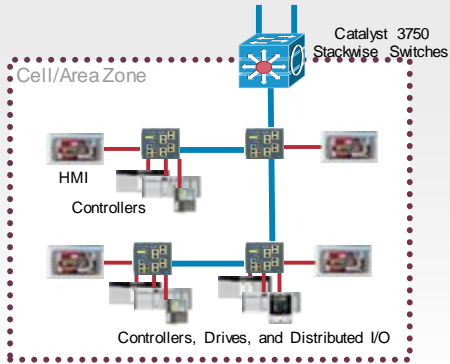 Catalyst 3750
Stackwise Switches
Cell/Area Zone
HMI
Controllers
Controllers, Drives, and Distributed I/O